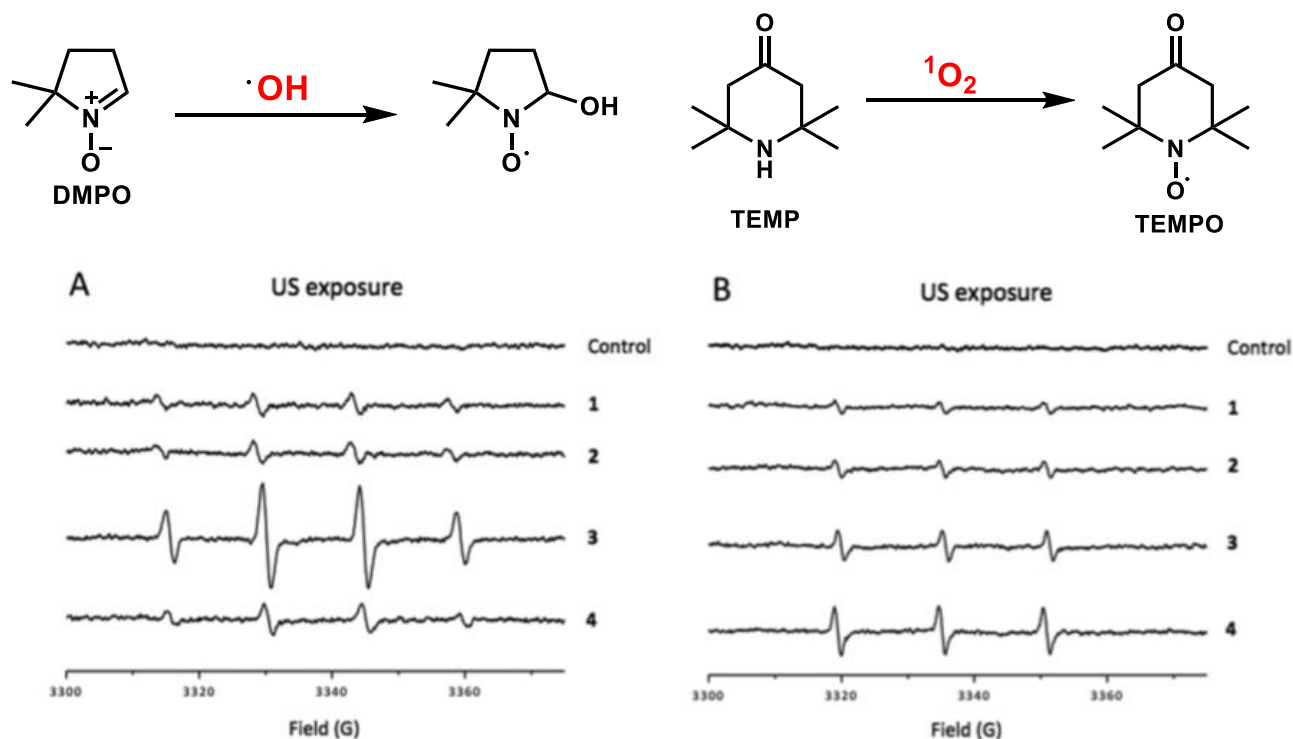 ·OH
+
N
O
−
DMPO
N
OH
O·
O
N
H
TEMP
¹O₂
O
N
O·
TEMPO
A
US exposure
Control
1
2
3
4
3300 3320 3340 3360
Field (G)
B
US exposure
Control
1
2
3
4
3300 3320 3340 3360
Field (G)